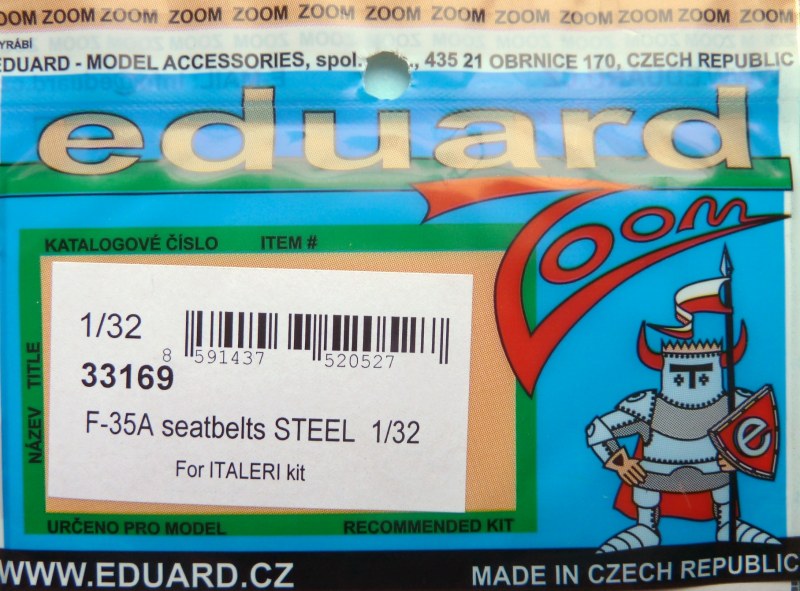 ZOOM ZOOM ZOOM ZOOM ZOOM ZOOM ZOOM ZOOM ZOOM ZOOM ZOOM ZOOM ZOOM
VYRÁBÍ
EDUARD - MODEL ACCESSORIES, spol. 435 21 OBRNICE 170, CZECH REPUBLIC
eduard
Zoom
KATALOGOVÉ ČÍSLO ITEM #
1/32
8 591437 520527
33169
F-35A seatbelts STEEL 1/32
For ITALERI kit
NÁZEV TITLE
e
URČENO PRO MODEL RECOMMENDED KIT
WWW.EDUARD.CZ
MADE IN CZECH REPUBLIC